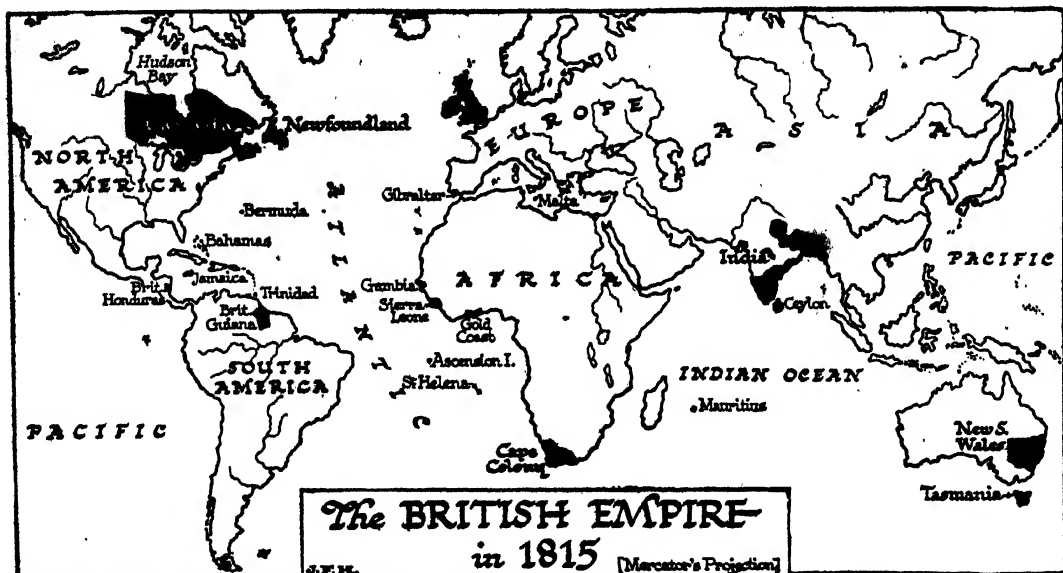 Hudson
Bay
Newfoundland
NORTH
AMERICA
EUROPE
ASIA
Gibraltar
Malta
Bermuda
Bahamas
Jamaica
Brit.
Honduras
Trinidad
Brit.
Guiana
ATLANTIC
Gambia
Sierra
Leone
Gold
Coast
AFRICA
India
Ceylon
PACIFIC
Ascension I.
St Helena
SOUTH
AMERICA
INDIAN OCEAN
Mauritius
PACIFIC
Cape
Colony
New S.
Wales
Tasmania
The BRITISH EMPIRE
in 1815
[Mercator's Projection]
J.F.H.